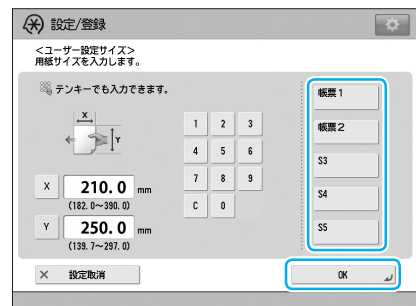 設定/登録
<ユーザー設定サイズ>
用紙サイズを入力します。
テンキーでも入力できます。
X
Y
1 2 3
4 5 6
7 8 9
C 0
X 210. 0 mm
(182. 0～390. 0)
Y 250. 0 mm
(139. 7～297. 0)
帳票1
帳票2
S3
S4
S5
× 設定取消
OK